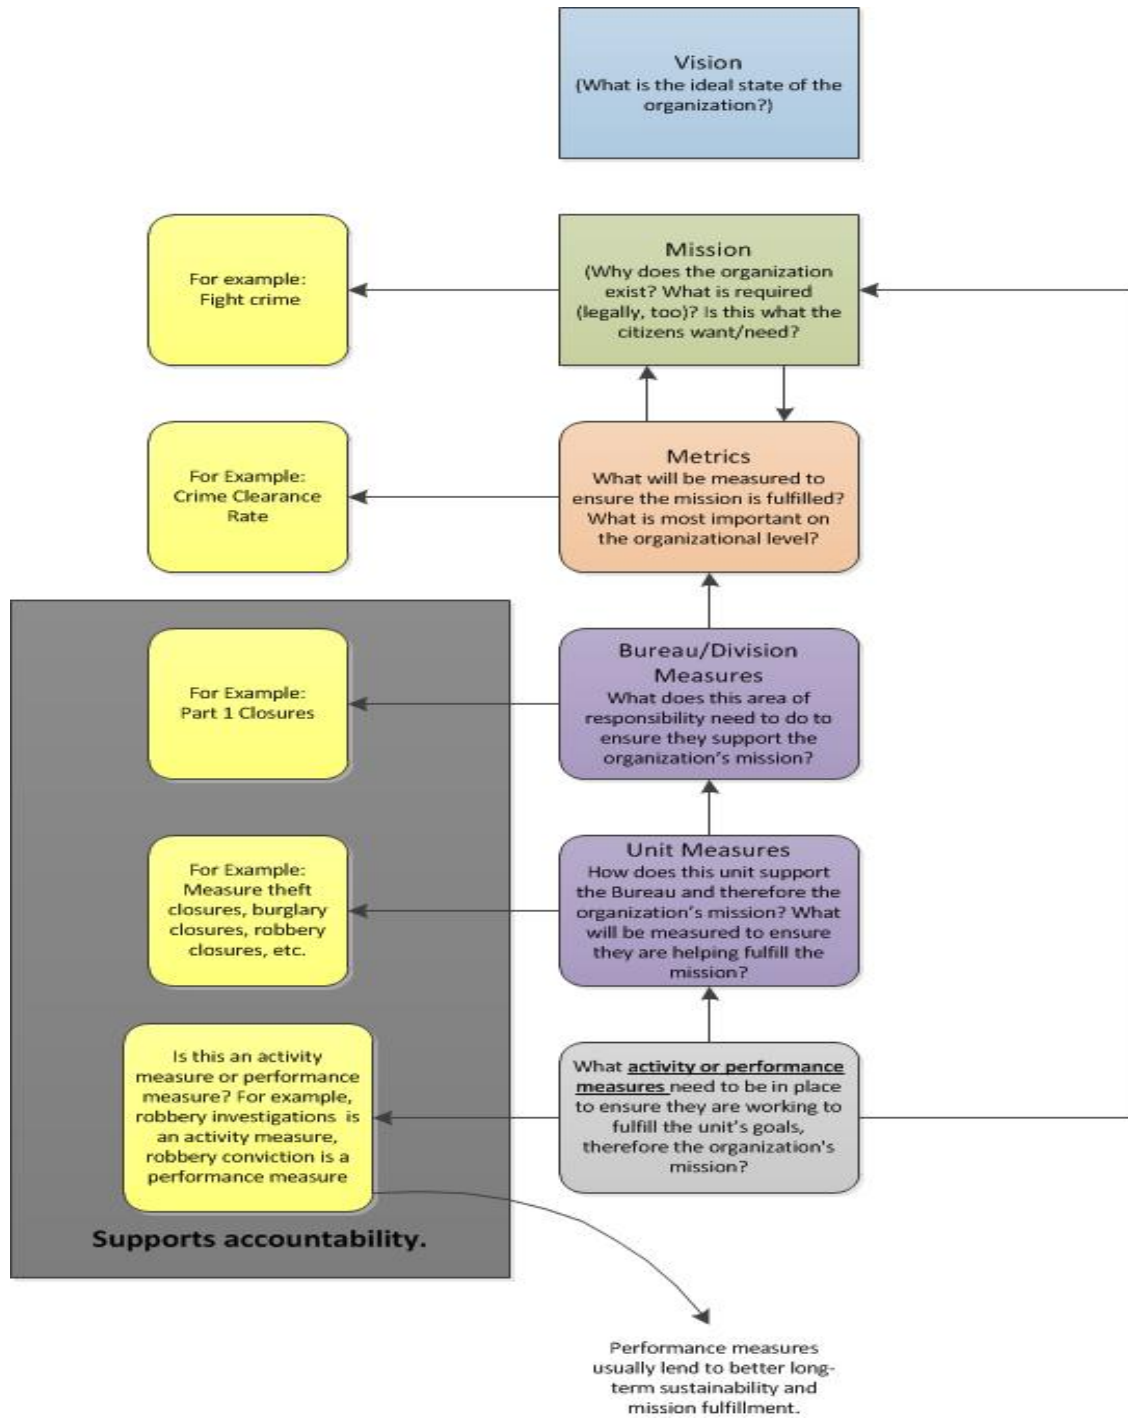 Vision
(What is the ideal state of the
organization?)
For example:
Fight crime
Mission
(Why does the organization
exist? What is required
(legally, too)? Is this what the
citizens want/need?
For Example:
Crime Clearance
Rate
Metrics
What will be measured to
ensure the mission is fulfilled?
What is most important on
the organizational level?
For Example:
Part 1 Closures
Bureau/Division
Measures
What does this area of
responsibility need to do to
ensure they support the
organization's mission?
For Example:
Measure theft
closures, burglary
closures, robbery
closures, etc.
Unit Measures
How does this unit support
the Bureau and therefore the
organization's mission? What
will be measured to ensure
they are helping fulfill the
mission?
Is this an activity
measure or performance
measure? For example,
robbery investigations is
an activity measure,
robbery conviction is a
performance measure
What activity or performance
measures need to be in place
to ensure they are working to
fulfill the unit's goals,
therefore the organization's
mission?
Supports accountability.
Performance measures
usually lend to better long-
term sustainability and
mission fulfillment.